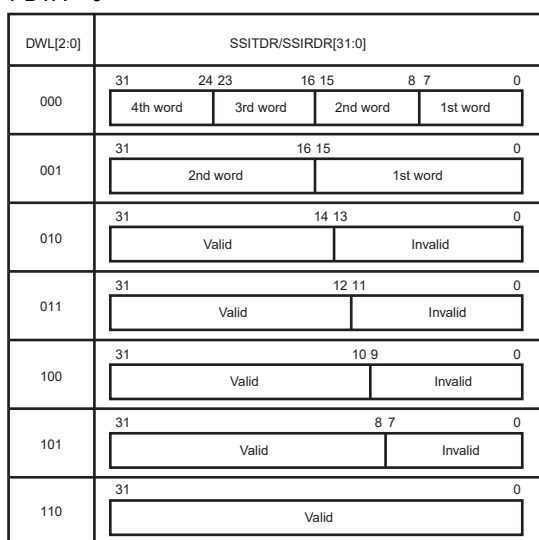 DWL[2:0] SSITDR/SSIRDR[31:0]
31 24 23 16 15 8 7 0
000 4th word 3rd word 2nd word 1st word
31 16 15 0
001 2nd word 1st word
31 14 13 0
010 Valid Invalid
31 12 11 0
011 Valid Invalid
31 10 9 0
100 Valid Invalid
31 8 7 0
101 Valid Invalid
31 0
110 Valid